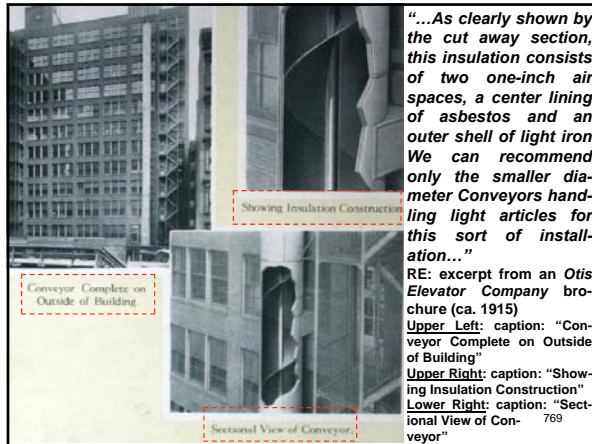 Showing Insulation Construction
Conveyor Complete on
Outside of Building.
Sectional View of Conveyor.
“…As clearly shown by
the cut away section,
this insulation consists
of two one-inch air
spaces, a center lining
of asbestos and an
outer shell of light iron
We can recommend
only the smaller dia-
meter Conveyors hand-
ling light articles for
this sort of install-
ation…”
RE: excerpt from an Otis
Elevator Company bro-
chure (ca. 1915)
Upper Left: caption: “Con-
veyor Complete on Outside
of Building”
Upper Right: caption: “Show-
ing Insulation Construction”
Lower Right: caption: “Sect-
ional View of Con-
veyor”
769